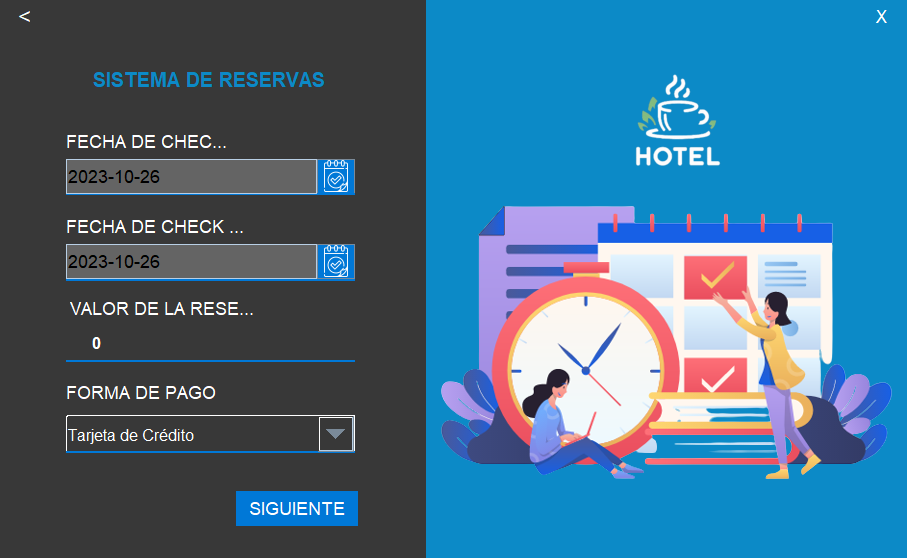 <
X
SISTEMA DE RESERVAS
FECHA DE CHEC...
2023-10-26
FECHA DE CHECK ...
2023-10-26
VALOR DE LA RESE...
0
FORMA DE PAGO
Tarjeta de Crédito
SIGUIENTE
HOTEL